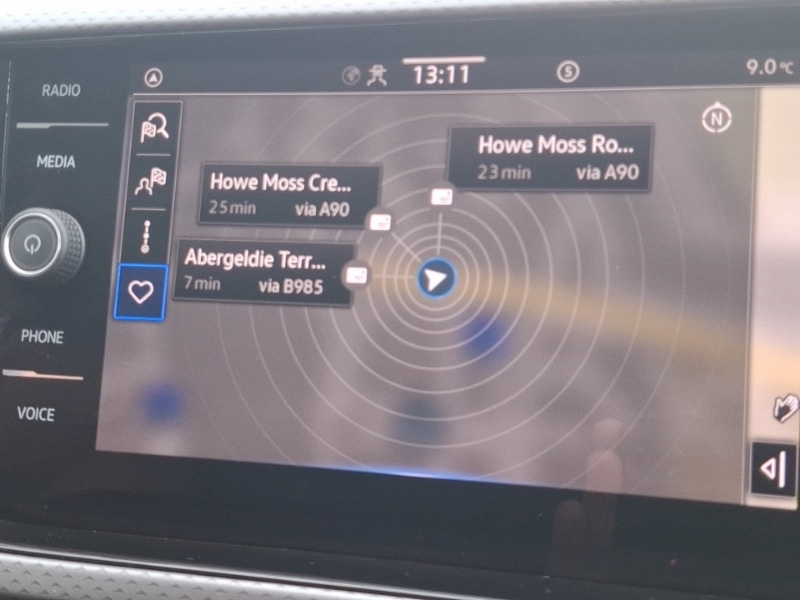 RADIO
MEDIA
PHONE
VOICE
13:11
S
9.0°C
N
Howe Moss Ro...
23 min via A90
Howe Moss Cre...
25 min via A90
Abergeldie Terr...
7 min via B985